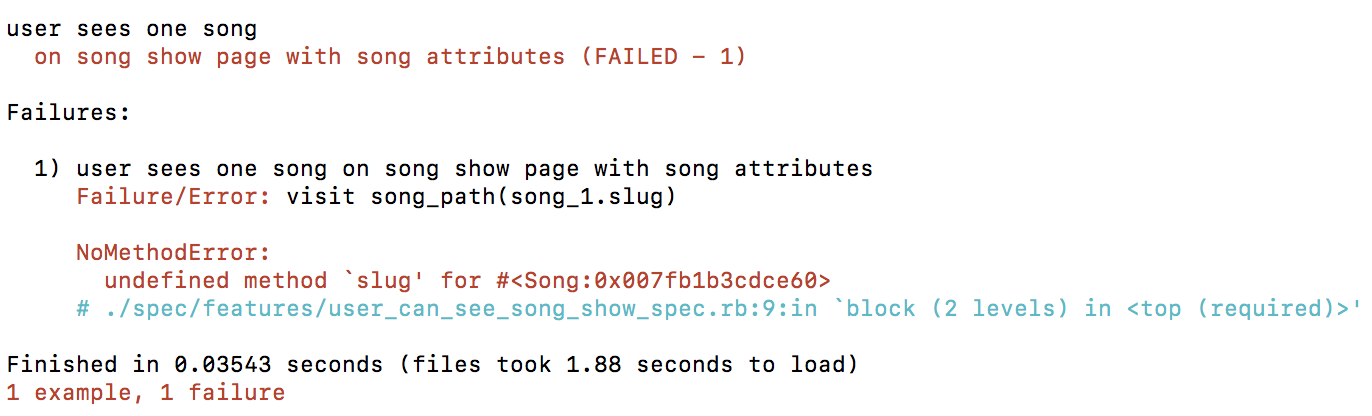 user sees one song
  on song show page with song attributes (FAILED - 1)

Failures:

  1) user sees one song on song show page with song attributes
     Failure/Error: visit song_path(song_1.slug)

     NoMethodError:
       undefined method `slug' for #<Song:0x007fb1b3cdce60>
     # ./spec/features/user_can_see_song_show_spec.rb:9:in `block (2 levels) in <top (required)>'

Finished in 0.03543 seconds (files took 1.88 seconds to load)
1 example, 1 failure